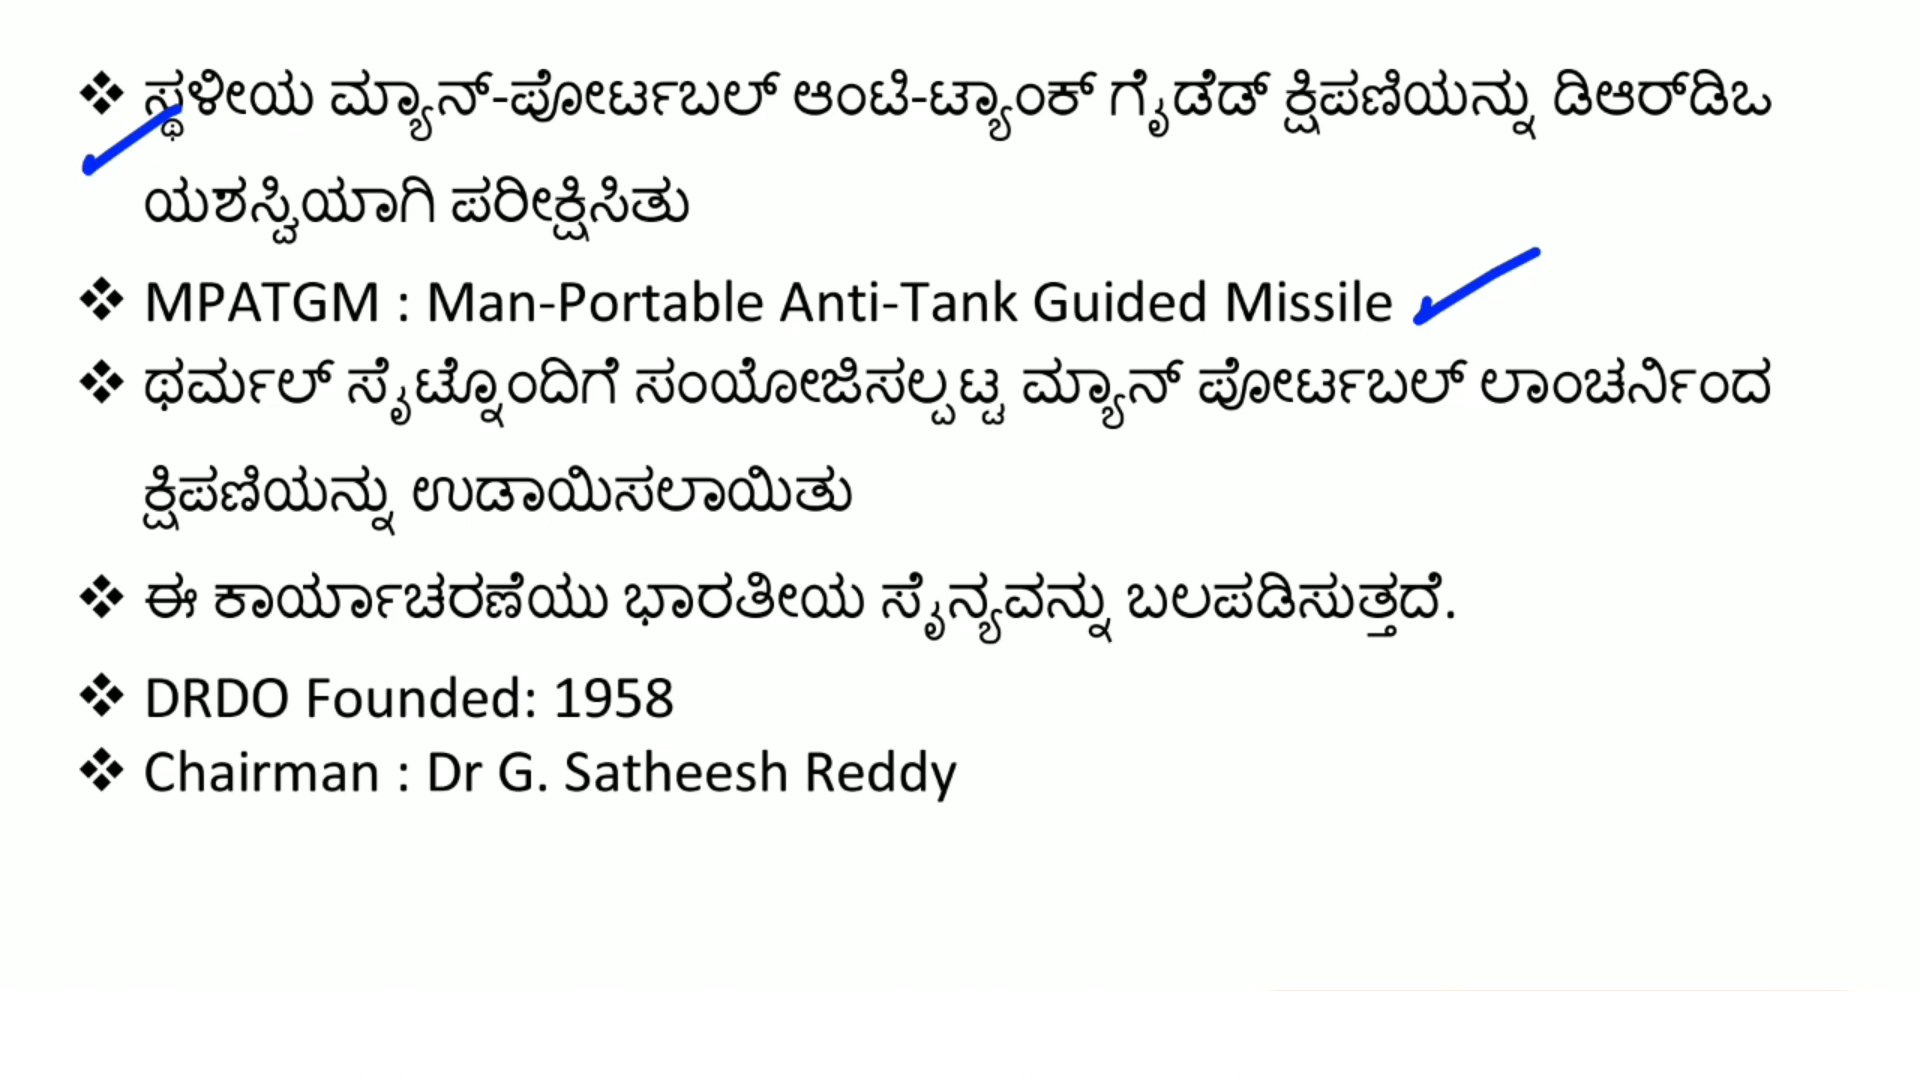 ❖ ಸ್ಥಳೀಯ ಮ್ಯಾನ್-ಪೋರ್ಟಬಲ್ ಆಂಟಿ-ಟ್ಯಾಂಕ್ ಗೈಡೆಡ್ ಕ್ಷಿಪಣಿಯನ್ನು ಡಿಆರ್‌ಡಿಒ
ಯಶಸ್ವಿಯಾಗಿ ಪರೀಕ್ಷಿಸಿತು
❖ MPATGM : Man-Portable Anti-Tank Guided Missile
❖ ಥರ್ಮಲ್ ಸೈಟ್ನೊಂದಿಗೆ ಸಂಯೋಜಿಸಲ್ಪಟ್ಟ ಮ್ಯಾನ್ ಪೋರ್ಟಬಲ್ ಲಾಂಚರ್ನಿಂದ
ಕ್ಷಿಪಣಿಯನ್ನು ಉಡಾಯಿಸಲಾಯಿತು
❖ ಈ ಕಾರ್ಯಾಚರಣೆಯು ಭಾರತೀಯ ಸೈನ್ಯವನ್ನು ಬಲಪಡಿಸುತ್ತದೆ.
❖ DRDO Founded: 1958
❖ Chairman : Dr G. Satheesh Reddy